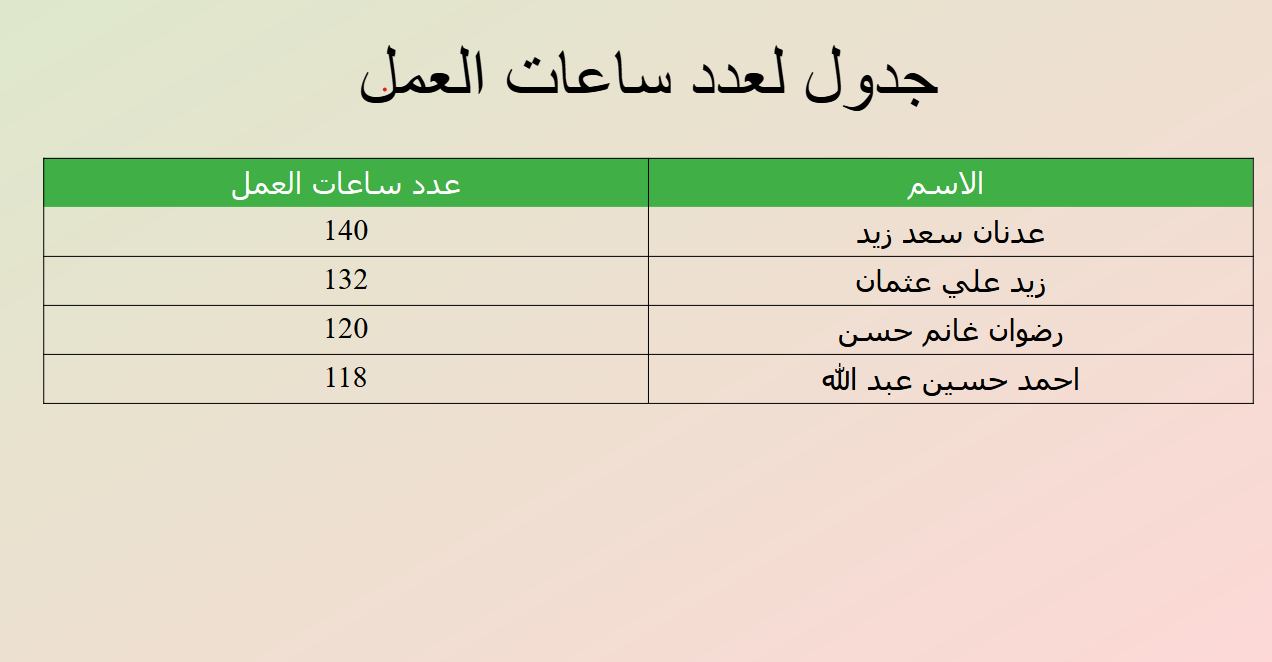 جدول لعدد ساعات العمل
الاسم عدد ساعات العمل
عدنان سعد زيد 140
زيد علي عثمان 132
رضوان غانم حسن 120
احمد حسين عبد الله 118